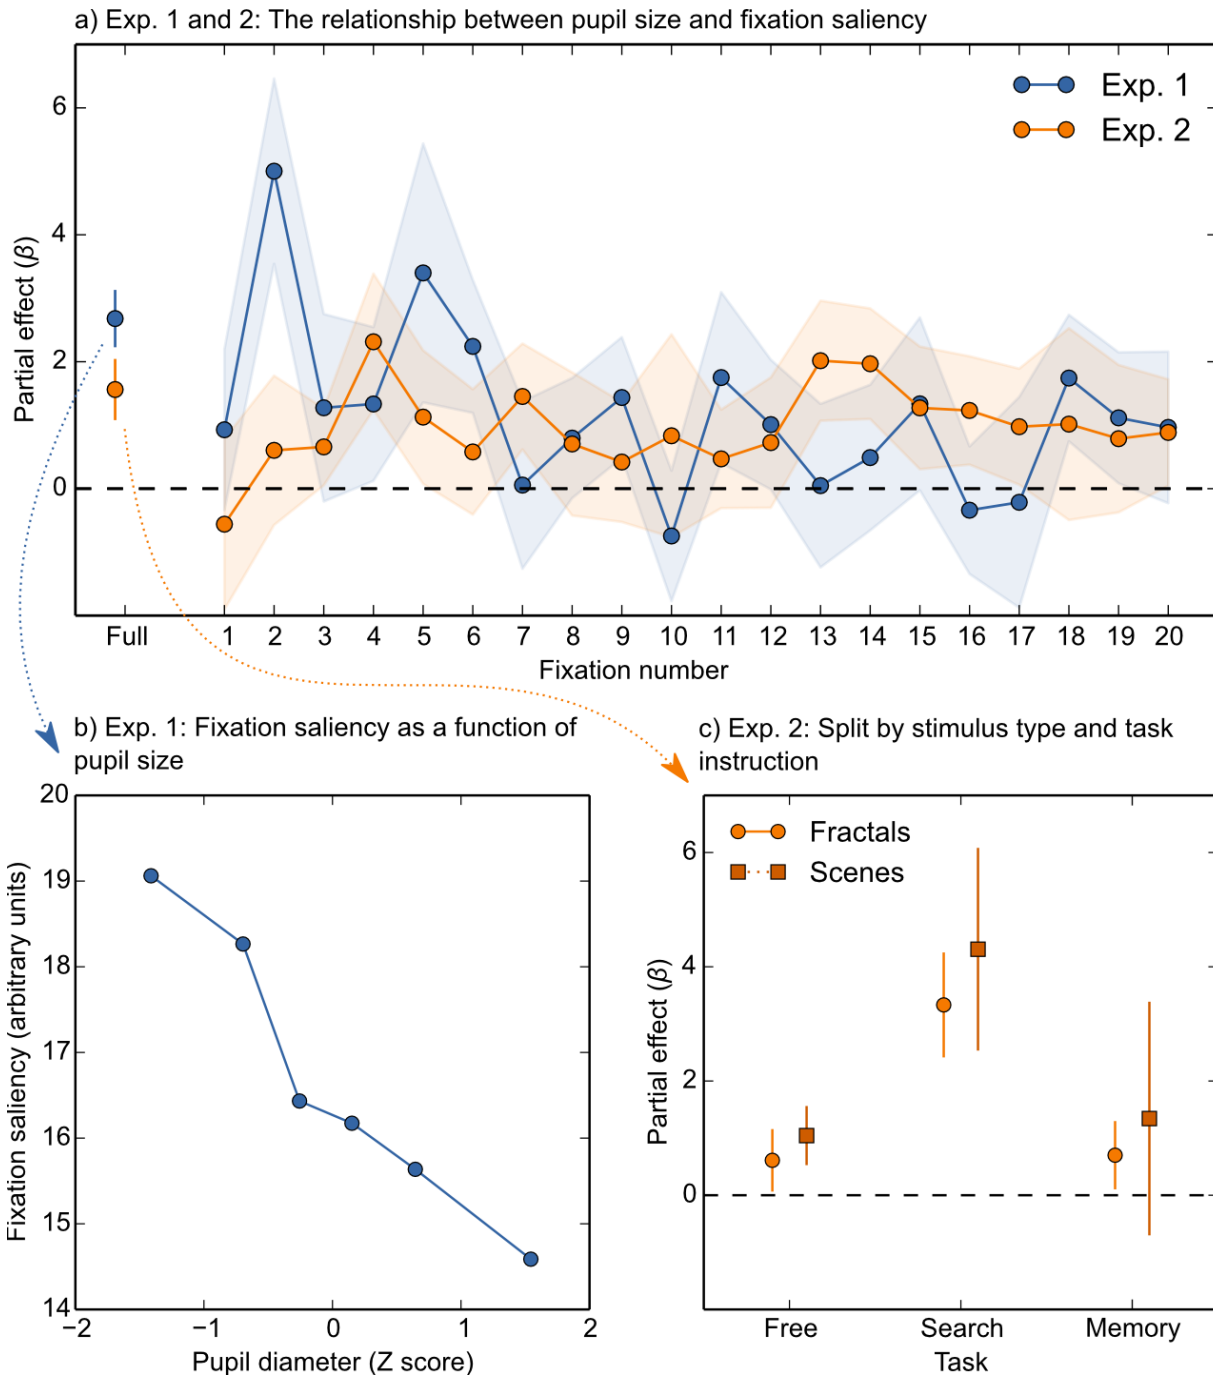 a) Exp. 1 and 2: The relationship between pupil size and fixation saliency
Exp. 1
Exp. 2
Partial effect (β)
6
4
2
0
Full 1 2 3 4 5 6 7 8 9 10 11 12 13 14 15 16 17 18 19 20
Fixation number
b) Exp. 1: Fixation saliency as a function of
pupil size
20
19
18
17
16
15
14
Fixation saliency (arbitrary units)
−2 −1 0 1 2
Pupil diameter (Z score)
c) Exp. 2: Split by stimulus type and task
instruction
Fractals
Scenes
Partial effect (β)
6
4
2
0
Free Search Memory
Task